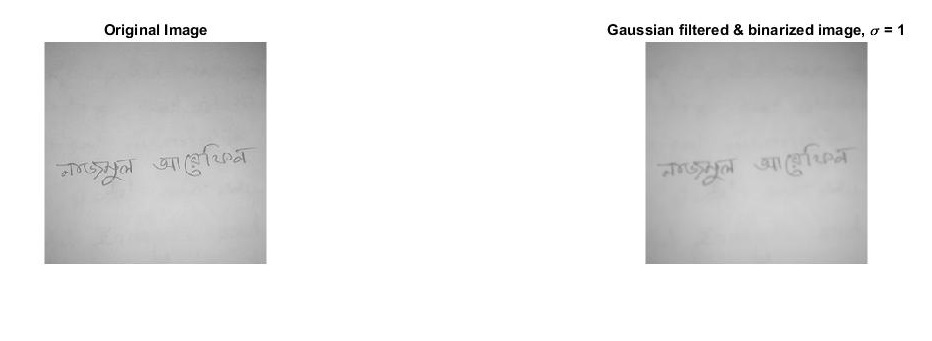 Original Image
Gaussian filtered & binarized image, σ = 1
নাজমুল আরেফিন
নাজমুল আরেফিন